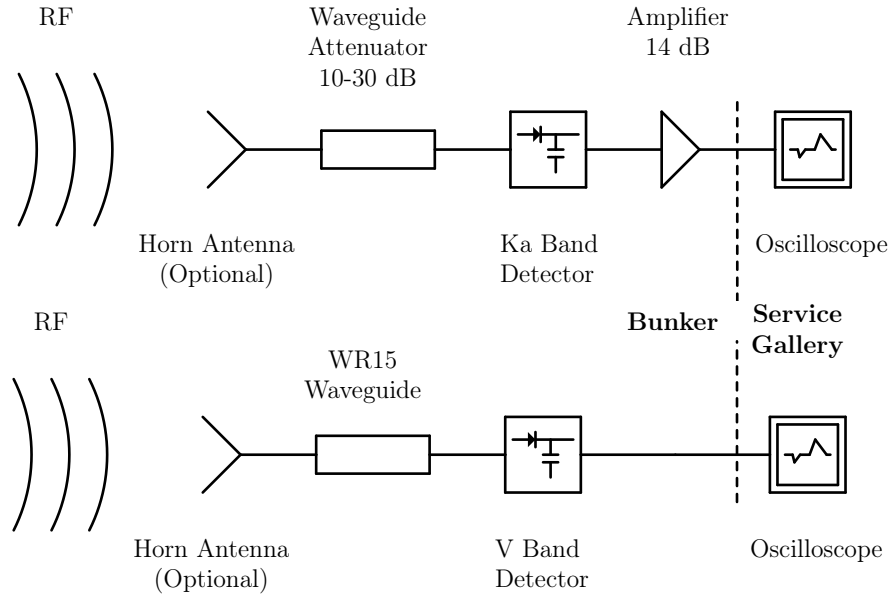 RF
Waveguide
Attenuator
10-30 dB
Amplifier
14 dB
Horn Antenna
(Optional)
Ka Band
Detector
Oscilloscope
RF
Bunker
Service
Gallery
WR15
Waveguide
Horn Antenna
(Optional)
V Band
Detector
Oscilloscope